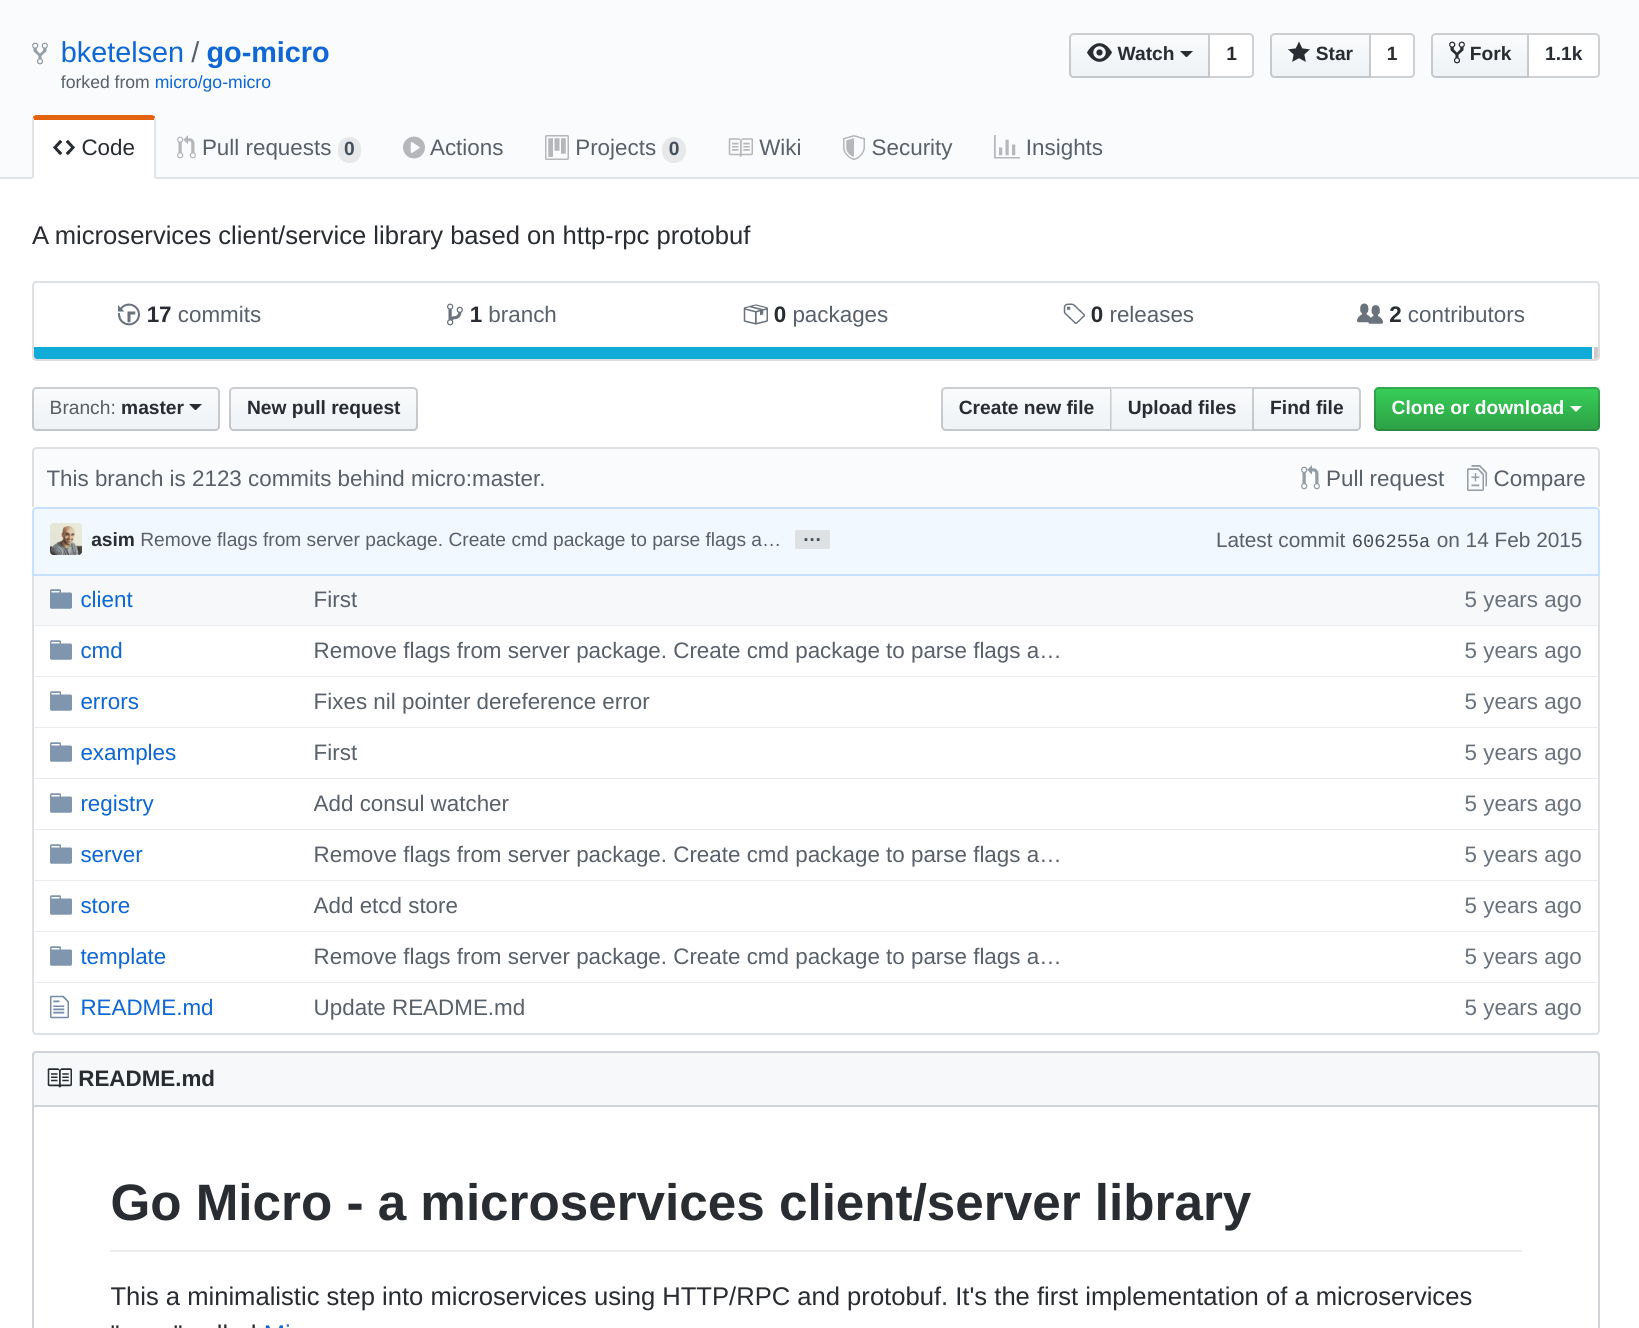 bketelsen / go-micro
forked from micro/go-micro
Watch 1 Star 1 Fork 1.1k
Code Pull requests 0 Actions Projects 0 Wiki Security Insights
A microservices client/service library based on http-rpc protobuf
17 commits 1 branch 0 packages 0 releases 2 contributors
Branch: master New pull request Create new file Upload files Find file Clone or download
This branch is 2123 commits behind micro:master. Pull request Compare
asim Remove flags from server package. Create cmd package to parse flags a… ... Latest commit 606255a on 14 Feb 2015
client First 5 years ago
cmd Remove flags from server package. Create cmd package to parse flags a… 5 years ago
errors Fixes nil pointer dereference error 5 years ago
examples First 5 years ago
registry Add consul watcher 5 years ago
server Remove flags from server package. Create cmd package to parse flags a… 5 years ago
store Add etcd store 5 years ago
template Remove flags from server package. Create cmd package to parse flags a… 5 years ago
README.md Update README.md 5 years ago
README.md
Go Micro - a microservices client/server library
This a minimalistic step into microservices using HTTP/RPC and protobuf. It's the first implementation of a microservices